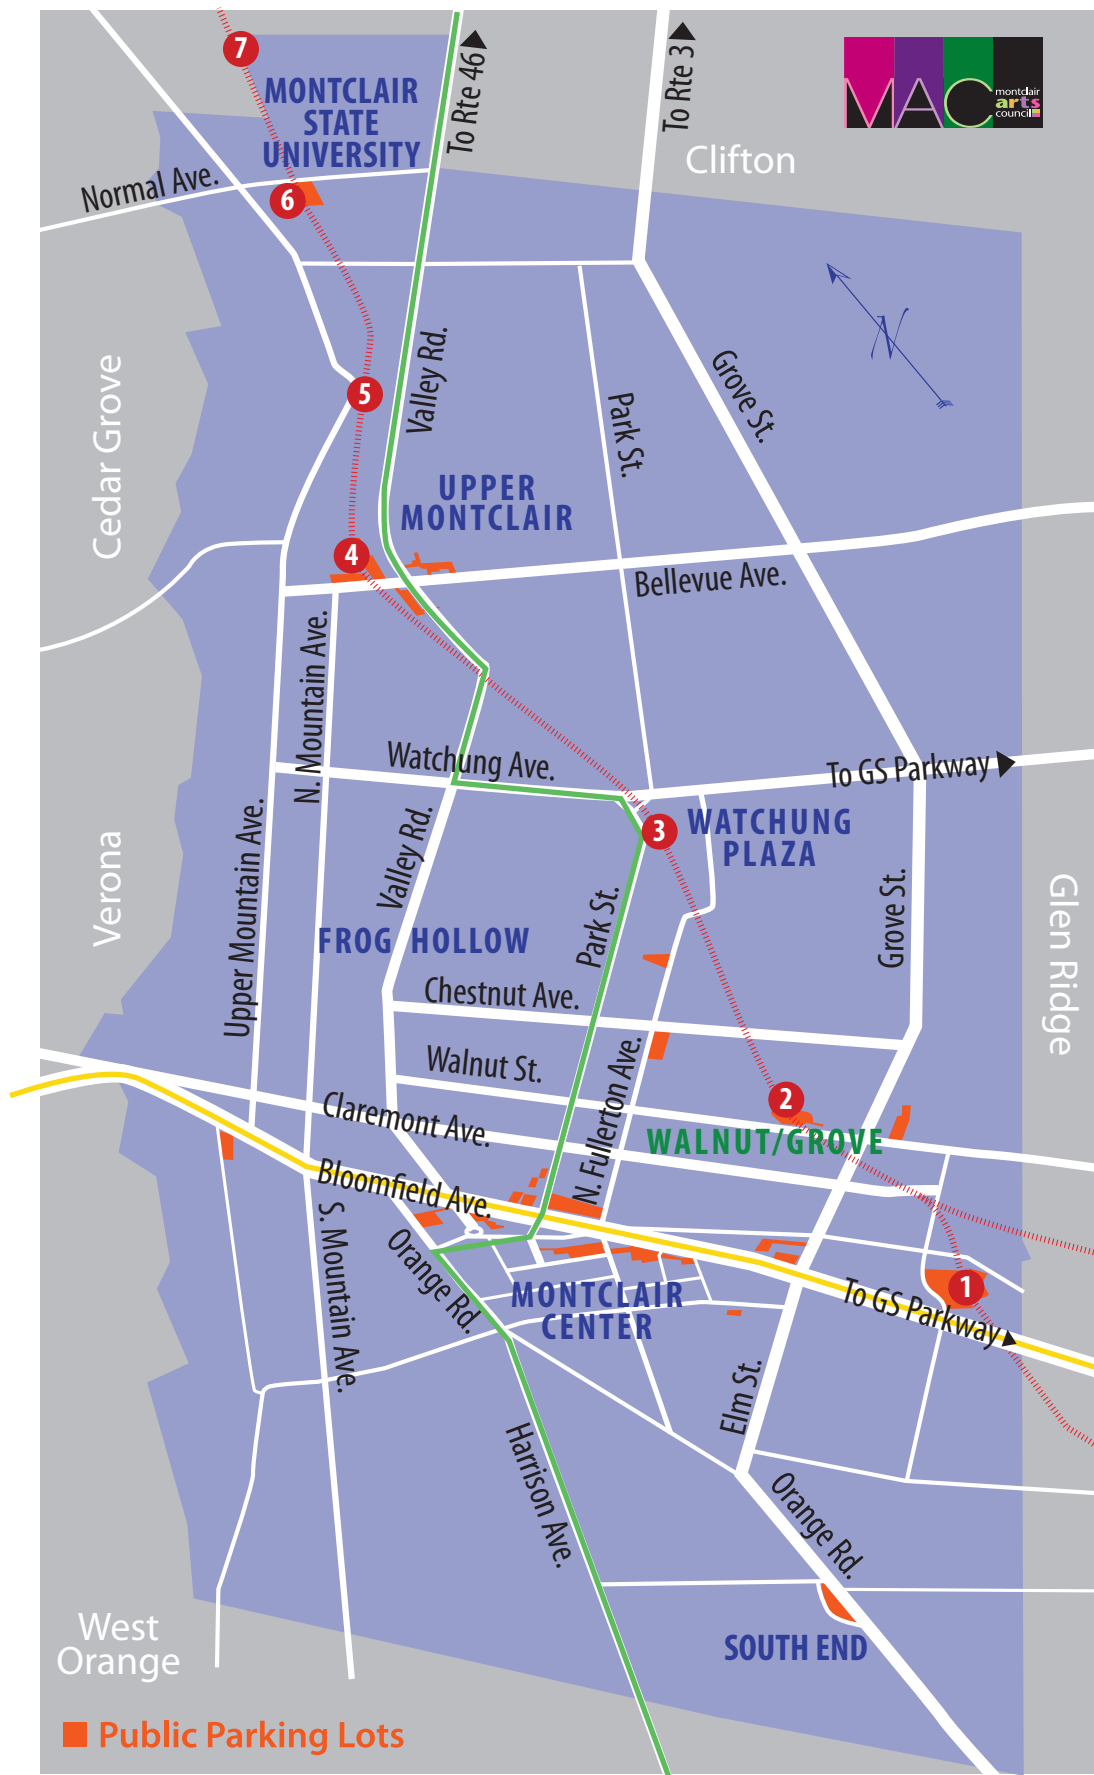 7
MONTCLAIR
STATE
UNIVERSITY
To Rte 46
To Rte 3
MAC
montclair
arts
council
Clifton
Normal Ave.
6
N
Cedar Grove
Valley Rd.
Park St.
Grove St.
5
UPPER
MONTCLAIR
4
Bellevue Ave.
N. Mountain Ave.
Watchung Ave.
To GS Parkway
Verona
Upper Mountain Ave.
Valley Rd.
3
WATCHUNG
PLAZA
Glen Ridge
Grove St.
Park St.
FROG HOLLOW
Chestnut Ave.
Walnut St.
N. Fullerton Ave.
2
Claremont Ave.
WALNUT/GROVE
Bloomfield Ave.
S. Mountain Ave.
Orange Rd.
MONTCLAIR
CENTER
1
To GS Parkway
Elm St.
Harrison Ave.
Orange Rd.
West
Orange
SOUTH END
Public Parking Lots